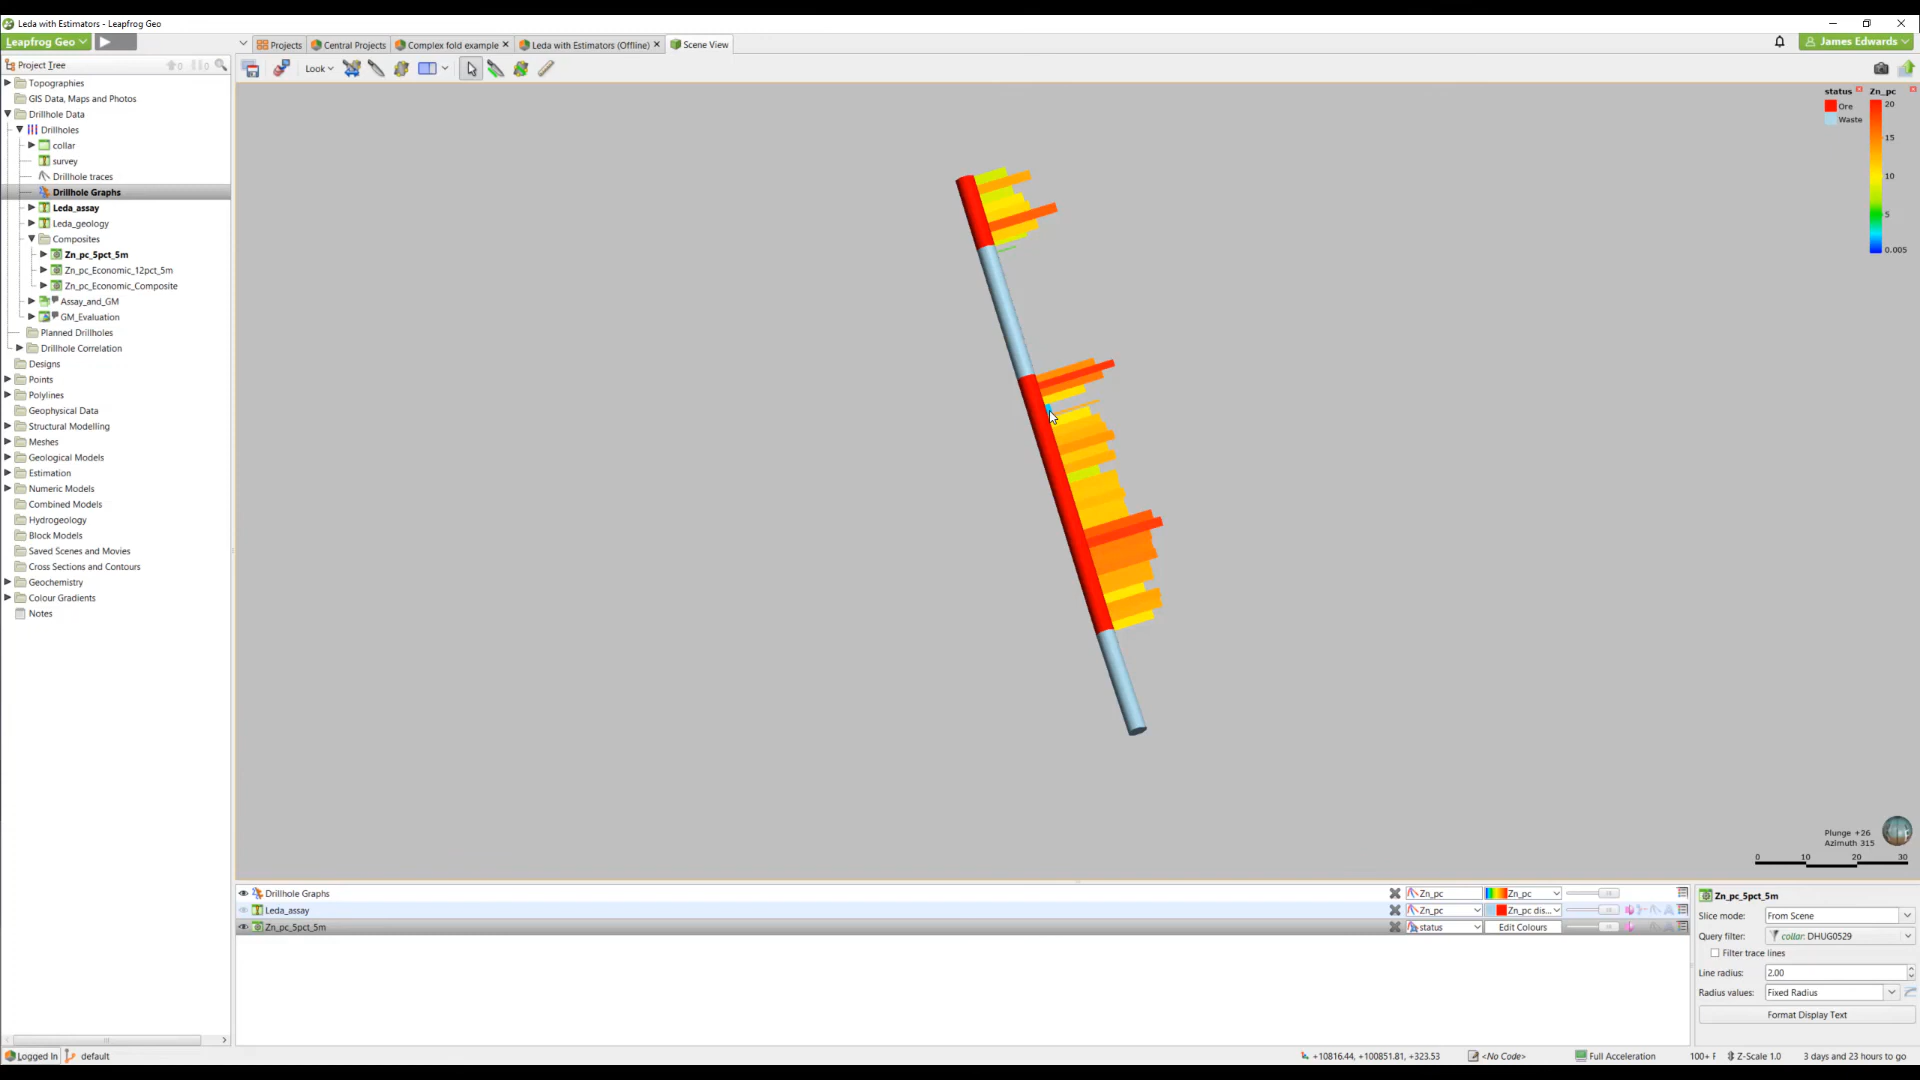 Leda with Estimators - Leapfrog Geo
Leapfrog Geo
James Edwards
Projects
Central Projects
Complex fold example
Leda with Estimators (Offline)
Scene View
Project Tree
Look
Topographies
GIS Data, Maps and Photos
Drillhole Data
Drillholes
collar
survey
Drillhole traces
Drillhole Graphs
Leda_assay
Leda_geology
Composites
Zn_pc_5pct_5m
Zn_pc_Economic_12pct_5m
Zn_pc_Economic_Composite
Assay_and_GM
GM_Evaluation
Planned Drillholes
Drillhole Correlation
Designs
Points
Polylines
Geophysical Data
Structural Modelling
Meshes
Geological Models
Estimation
Numeric Models
Combined Models
Hydrogeology
Block Models
Saved Scenes and Movies
Cross Sections and Contours
Geochemistry
Colour Gradients
Notes
status
Ore
Waste
Zn_pc
20
15
10
5
0.005
Plunge +26
Azimuth 315
0 10 20 30
Drillhole Graphs Zn_pc Zn_pc
Leda_assay Zn_pc Zn_pc dis...
Zn_pc_5pct_5m status Edit Colours
Zn_pc_5pct_5m
Slice mode: From Scene
Query filter: collar: DHUG0529
Filter trace lines
Line radius: 2.00
Radius values: Fixed Radius
Format Display Text
Logged In default
+10816.44, +100851.81, +323.53 <No Code> Full Acceleration 100+ F Z-Scale 1.0 3 days and 23 hours to go